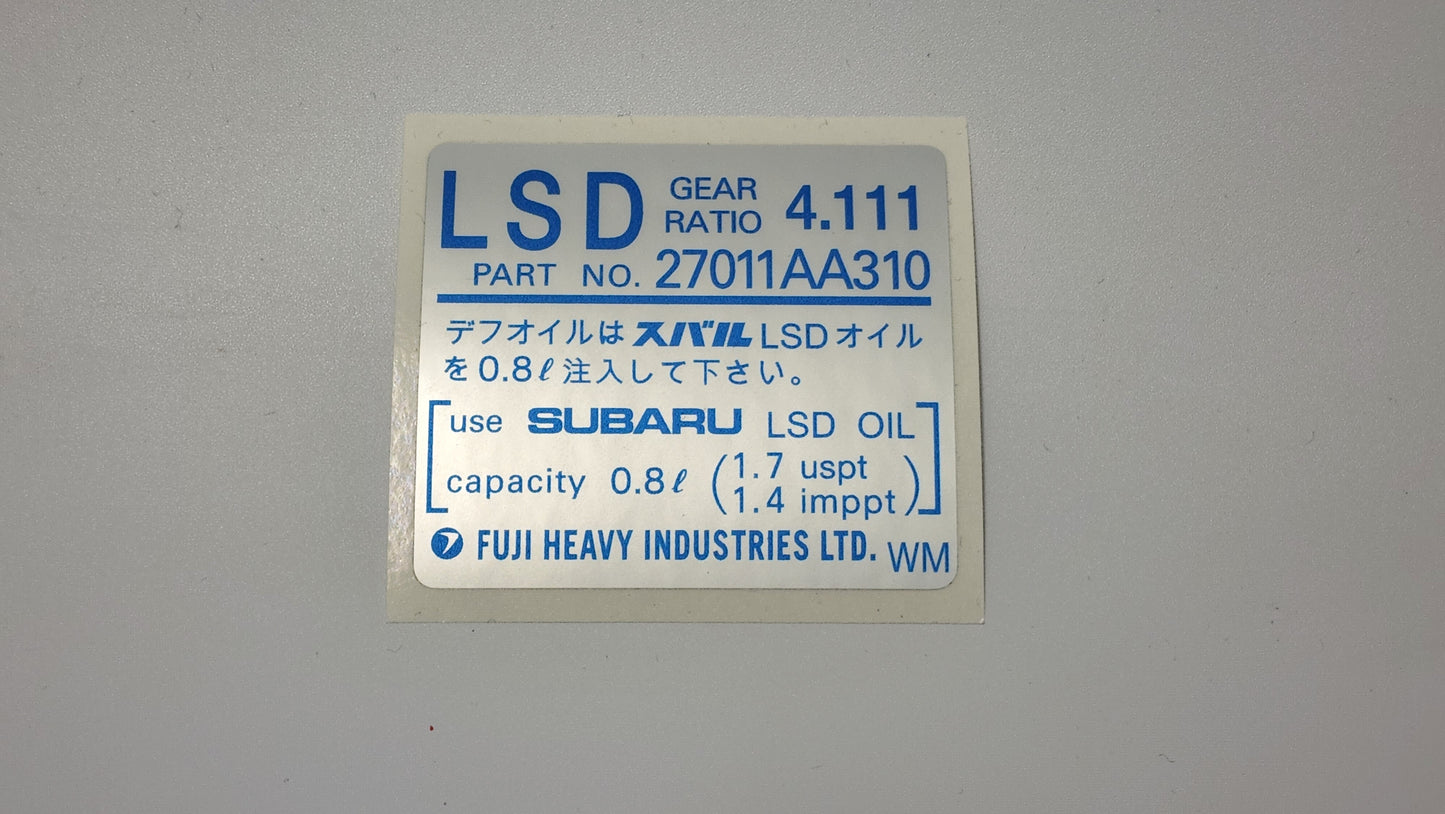 LSD GEAR RATIO 4.111
PART NO. 27011AA310
デフオイルはスバルLSDオイル
を0.8ℓ注入して下さい。
use SUBARU LSD OIL
capacity 0.8ℓ (1.7 uspt
1.4 imppt)
FUJI HEAVY INDUSTRIES LTD. WM